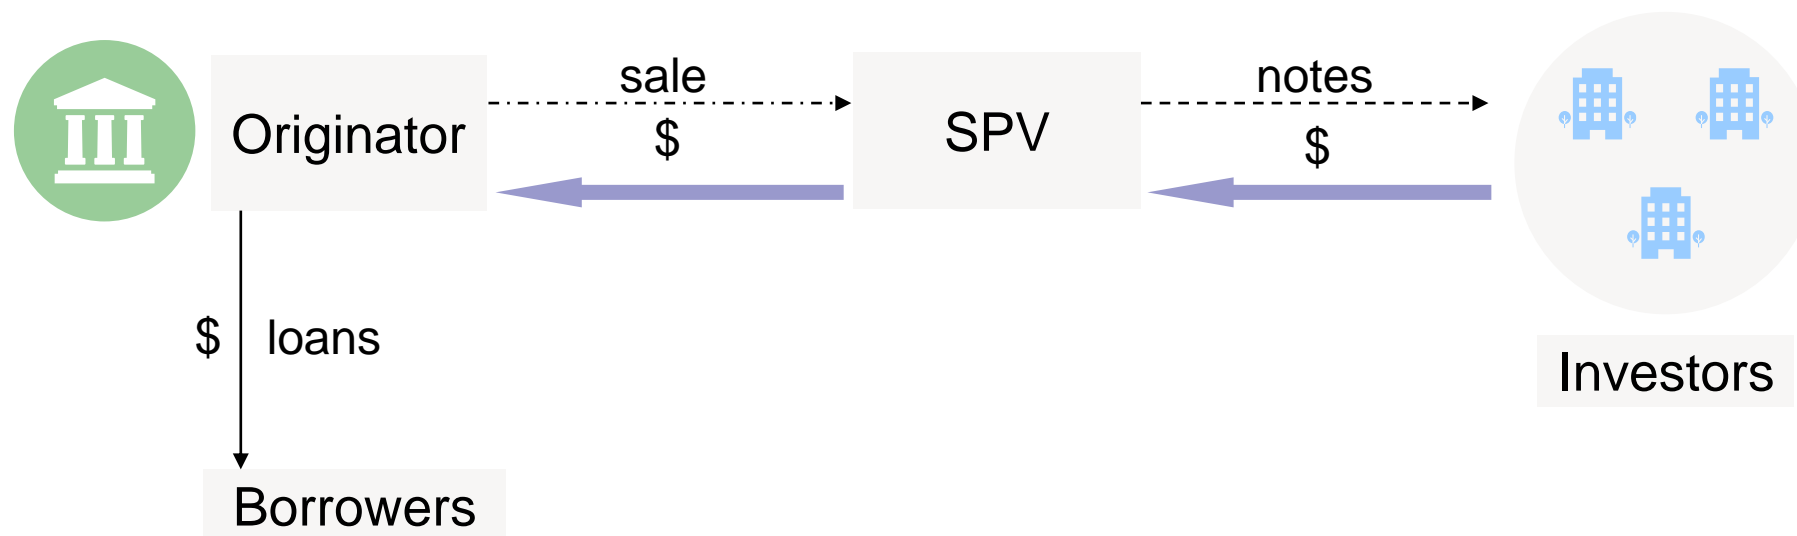 Originator
sale
$
SPV
notes
$
Investors
$ loans
Borrowers